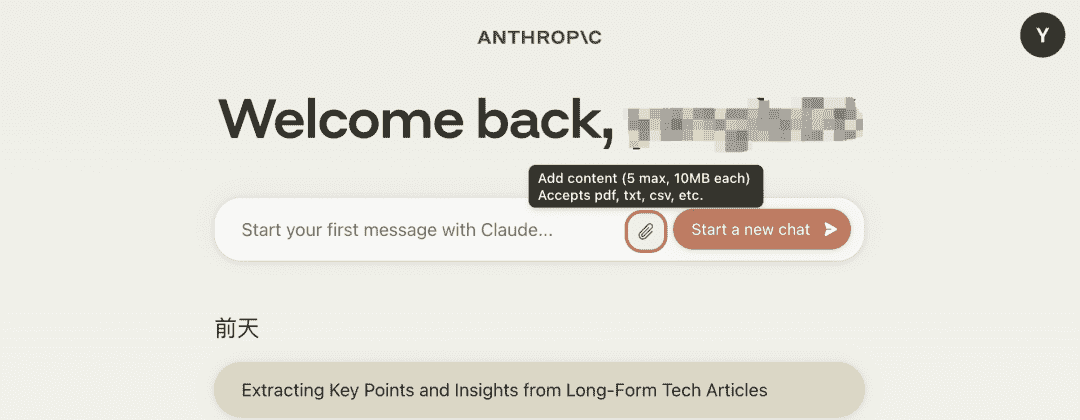 ANTHROP\C
Y
Welcome back,
Add content (5 max, 10MB each)
Accepts pdf, txt, csv, etc.
Start your first message with Claude...
Start a new chat
前天
Extracting Key Points and Insights from Long-Form Tech Articles